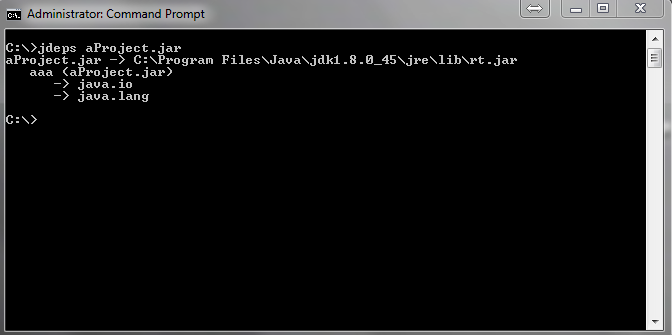 Administrator: Command Prompt
C:\>jdeps aProject.jar
aProject.jar -> C:\Program Files\Java\jdk1.8.0_45\jre\lib\rt.jar
   aaa (aProject.jar)
      -> java.io
      -> java.lang
C:\>